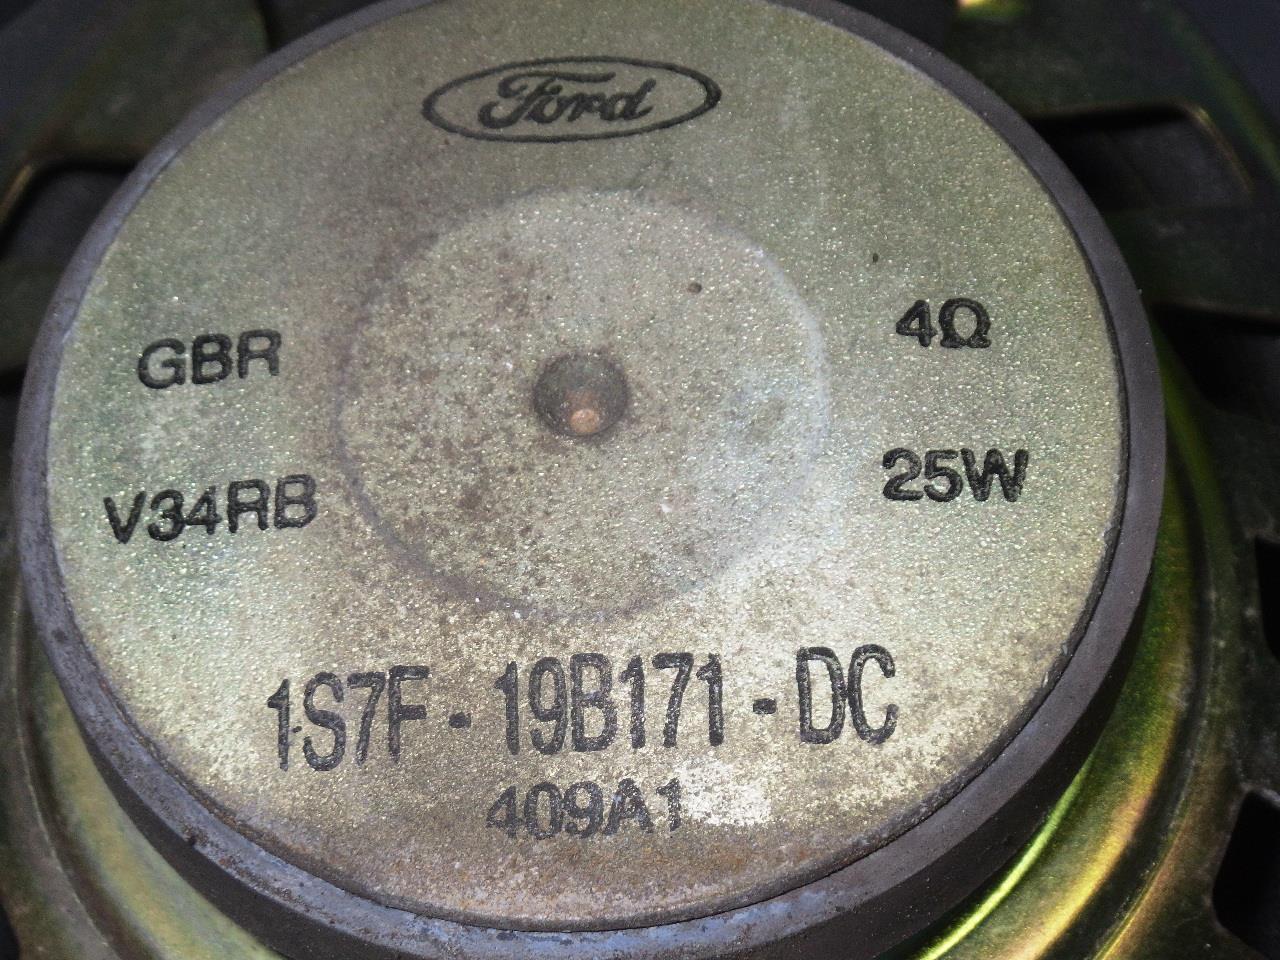 Ford
GBR
4Ω
V34RB
25W
1S7F - 19B171 - DC
409A1